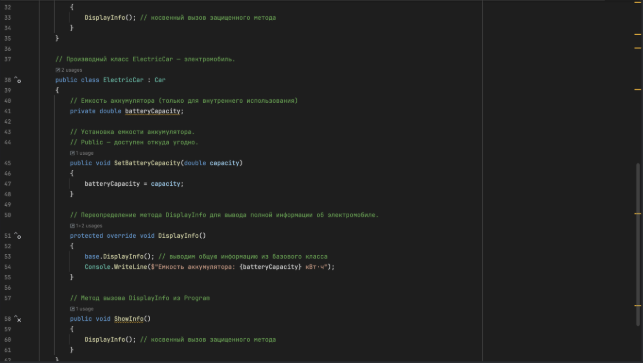 32 {
33 DisplayInfo(); // косвенный вызов защищенного метода
34 }
35 }
36
37 // Производный класс ElectricCar — электромобиль.
2 usages
38 public class ElectricCar : Car
39 {
40 // Емкость аккумулятора (только для внутреннего использования)
41 private double batteryCapacity;
42
43 // Установка емкости аккумулятора.
44 // Public — доступен откуда угодно.
1 usage
45 public void SetBatteryCapacity(double capacity)
46 {
47 batteryCapacity = capacity;
48 }
49
50 // Переопределение метода DisplayInfo для вывода полной информации об электромобиле.
1+2 usages
51 protected override void DisplayInfo()
52 {
53 base.DisplayInfo(); // выводим общую информацию из базового класса
54 Console.WriteLine($"Емкость аккумулятора: {batteryCapacity} кВт·ч");
55 }
56
57 // Метод вызова DisplayInfo из Program
1 usage
58 public void ShowInfo()
59 {
60 DisplayInfo(); // косвенный вызов защищенного метода
61 }
62 }